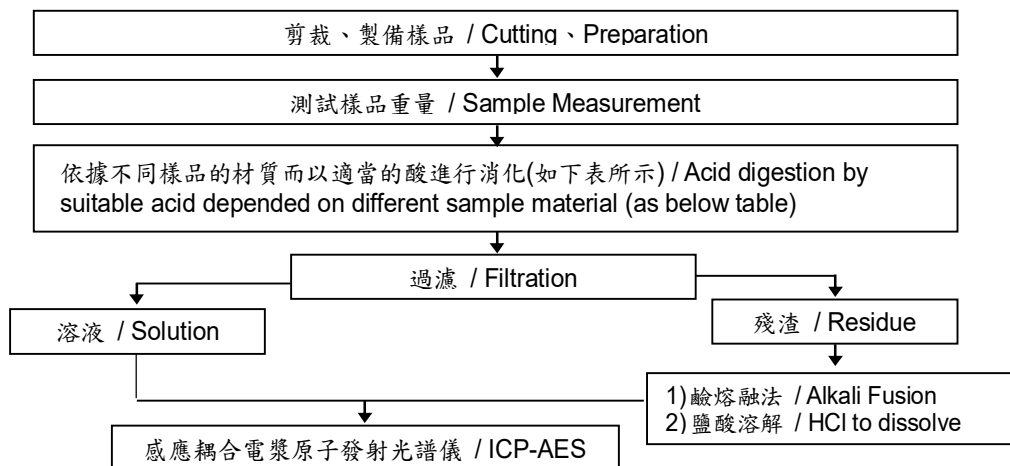 剪裁、製備樣品 / Cutting、Preparation
測試樣品重量 / Sample Measurement
依據不同樣品的材質而以適當的酸進行消化(如下表所示) / Acid digestion by
suitable acid depended on different sample material (as below table)
過濾 / Filtration
溶液 / Solution
殘渣 / Residue
1)鹼熔融法 / Alkali Fusion
2)鹽酸溶解 / HCl to dissolve
感應耦合電漿原子發射光譜儀 / ICP-AES